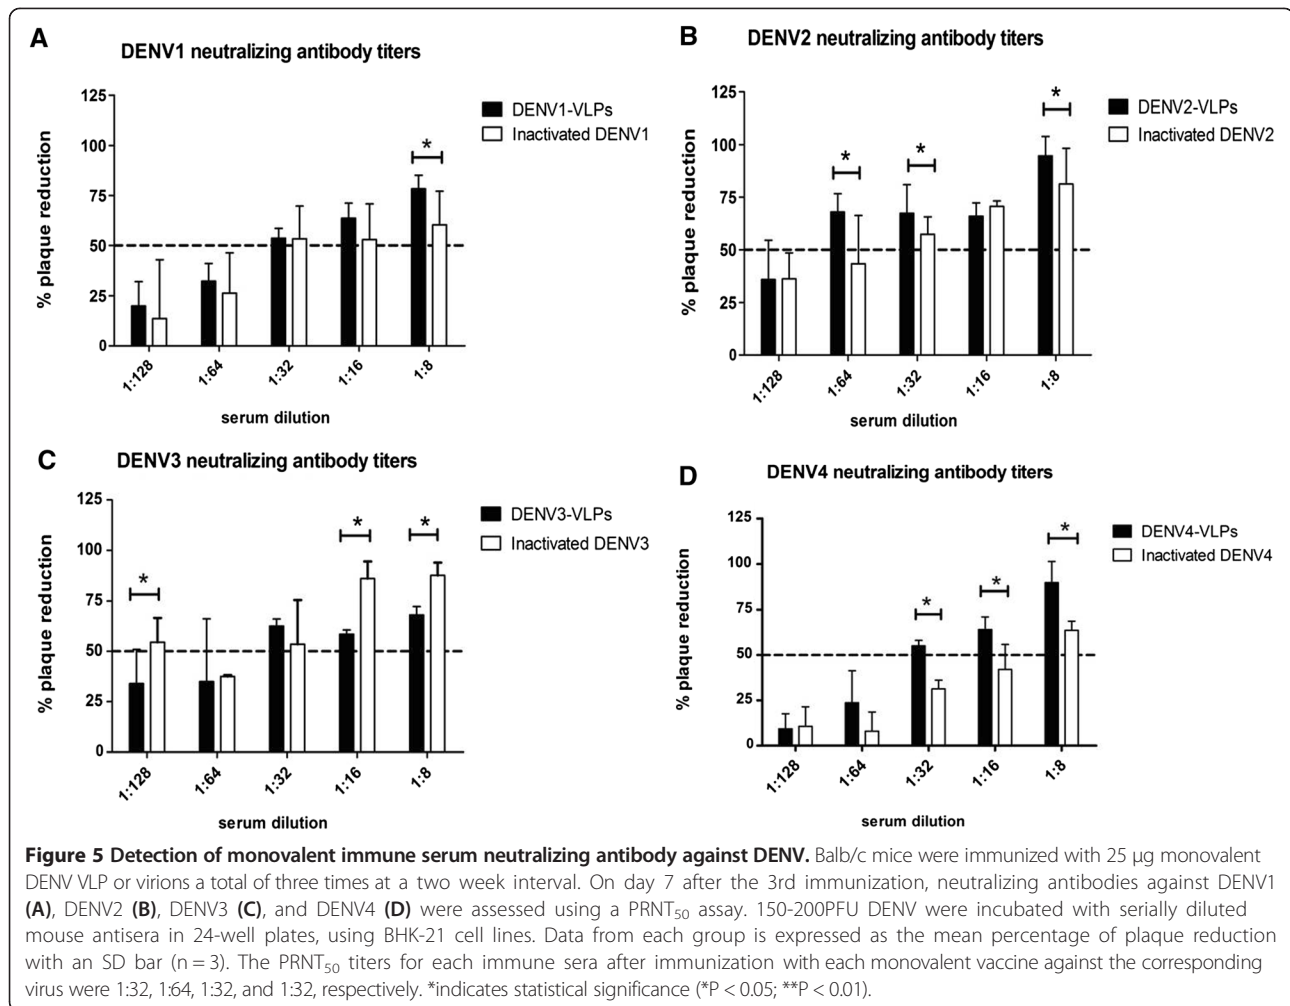 A
DENV1 neutralizing antibody titers
% plaque reduction
125
100
75
50
25
0
*
DENV1-VLPs
Inactivated DENV1
1:128
1:64
1:32
1:16
1:8
serum dilution
B
DENV2 neutralizing antibody titers
% plaque reduction
125
100
75
50
25
0
*
*
*
DENV2-VLPs
Inactivated DENV2
1:128
1:64
1:32
1:16
1:8
serum dilution
C
DENV3 neutralizing antibody titers
% plaque reduction
125
100
75
50
25
0
*
*
*
DENV3-VLPs
Inactivated DENV3
1:128
1:64
1:32
1:16
1:8
serum dilution
D
DENV4 neutralizing antibody titers
% plaque reduction
125
100
75
50
25
0
*
*
*
DENV4-VLPs
Inactivated DENV4
1:128
1:64
1:32
1:16
1:8
serum dilution
Figure 5 Detection of monovalent immune serum neutralizing antibody against DENV. Balb/c mice were immunized with 25 μg monovalent
DENV VLP or virions a total of three times at a two week interval. On day 7 after the 3rd immunization, neutralizing antibodies against DENV1
(A), DENV2 (B), DENV3 (C), and DENV4 (D) were assessed using a PRNT₅₀ assay. 150-200PFU DENV were incubated with serially diluted
mouse antisera in 24-well plates, using BHK-21 cell lines. Data from each group is expressed as the mean percentage of plaque reduction
with an SD bar (n = 3). The PRNT₅₀ titers for each immune sera after immunization with each monovalent vaccine against the corresponding
virus were 1:32, 1:64, 1:32, and 1:32, respectively. *indicates statistical significance (*P < 0.05; **P < 0.01).